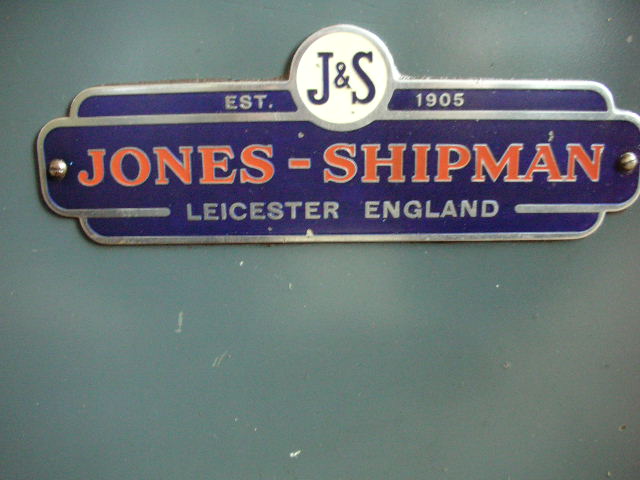 J&S
EST. 1905
JONES - SHIPMAN
LEICESTER ENGLAND